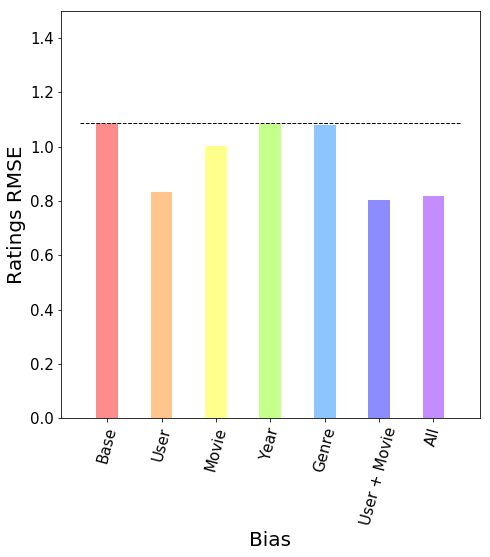 1.4
1.2
1.0
0.8
0.6
0.4
0.2
0.0
Ratings RMSE
Base
User
Movie
Year
Genre
User + Movie
All
Bias